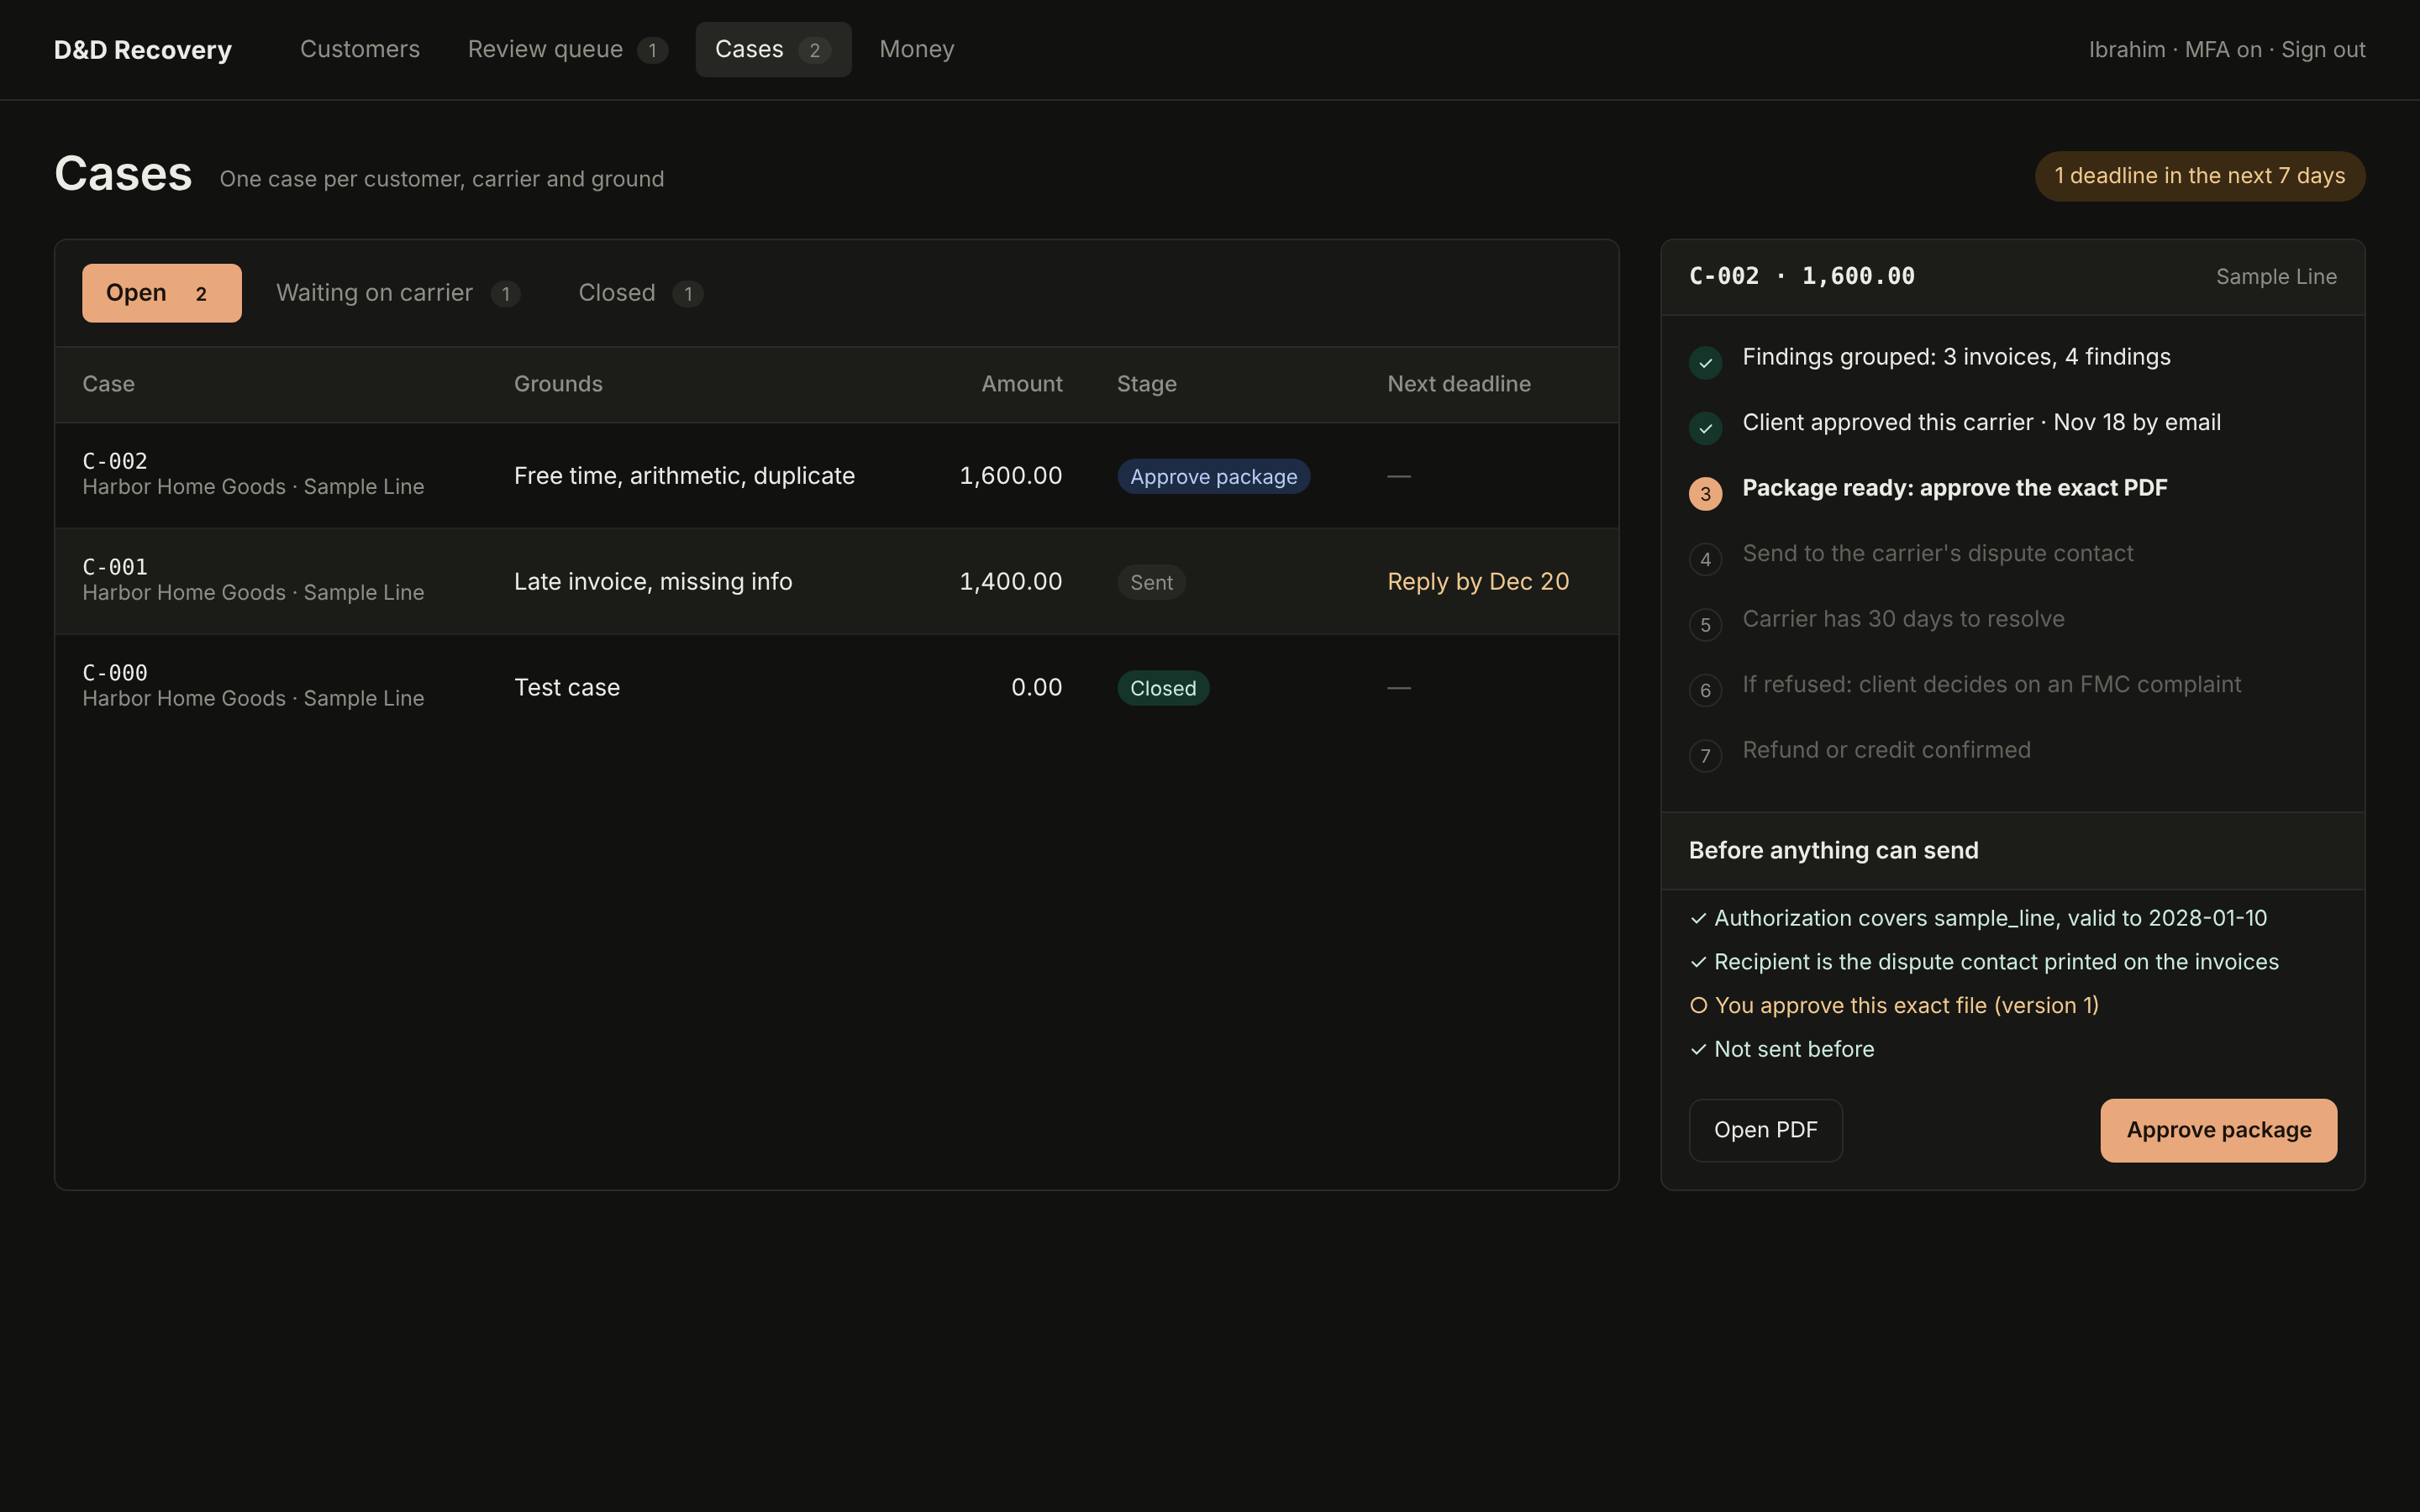 D&D Recovery Customers Review queue 1 Cases 2 Money Ibrahim · MFA on · Sign out
Cases One case per customer, carrier and ground 1 deadline in the next 7 days
Open 2 Waiting on carrier 1 Closed 1
Case Grounds Amount Stage Next deadline
C-002
Harbor Home Goods · Sample Line
Free time, arithmetic, duplicate 1,600.00 Approve package —
C-001
Harbor Home Goods · Sample Line
Late invoice, missing info 1,400.00 Sent Reply by Dec 20
C-000
Harbor Home Goods · Sample Line
Test case 0.00 Closed —
C-002 · 1,600.00 Sample Line
✓ Findings grouped: 3 invoices, 4 findings
✓ Client approved this carrier · Nov 18 by email
3 Package ready: approve the exact PDF
4 Send to the carrier's dispute contact
5 Carrier has 30 days to resolve
6 If refused: client decides on an FMC complaint
7 Refund or credit confirmed
Before anything can send
✓ Authorization covers sample_line, valid to 2028-01-10
✓ Recipient is the dispute contact printed on the invoices
○ You approve this exact file (version 1)
✓ Not sent before
Open PDF Approve package